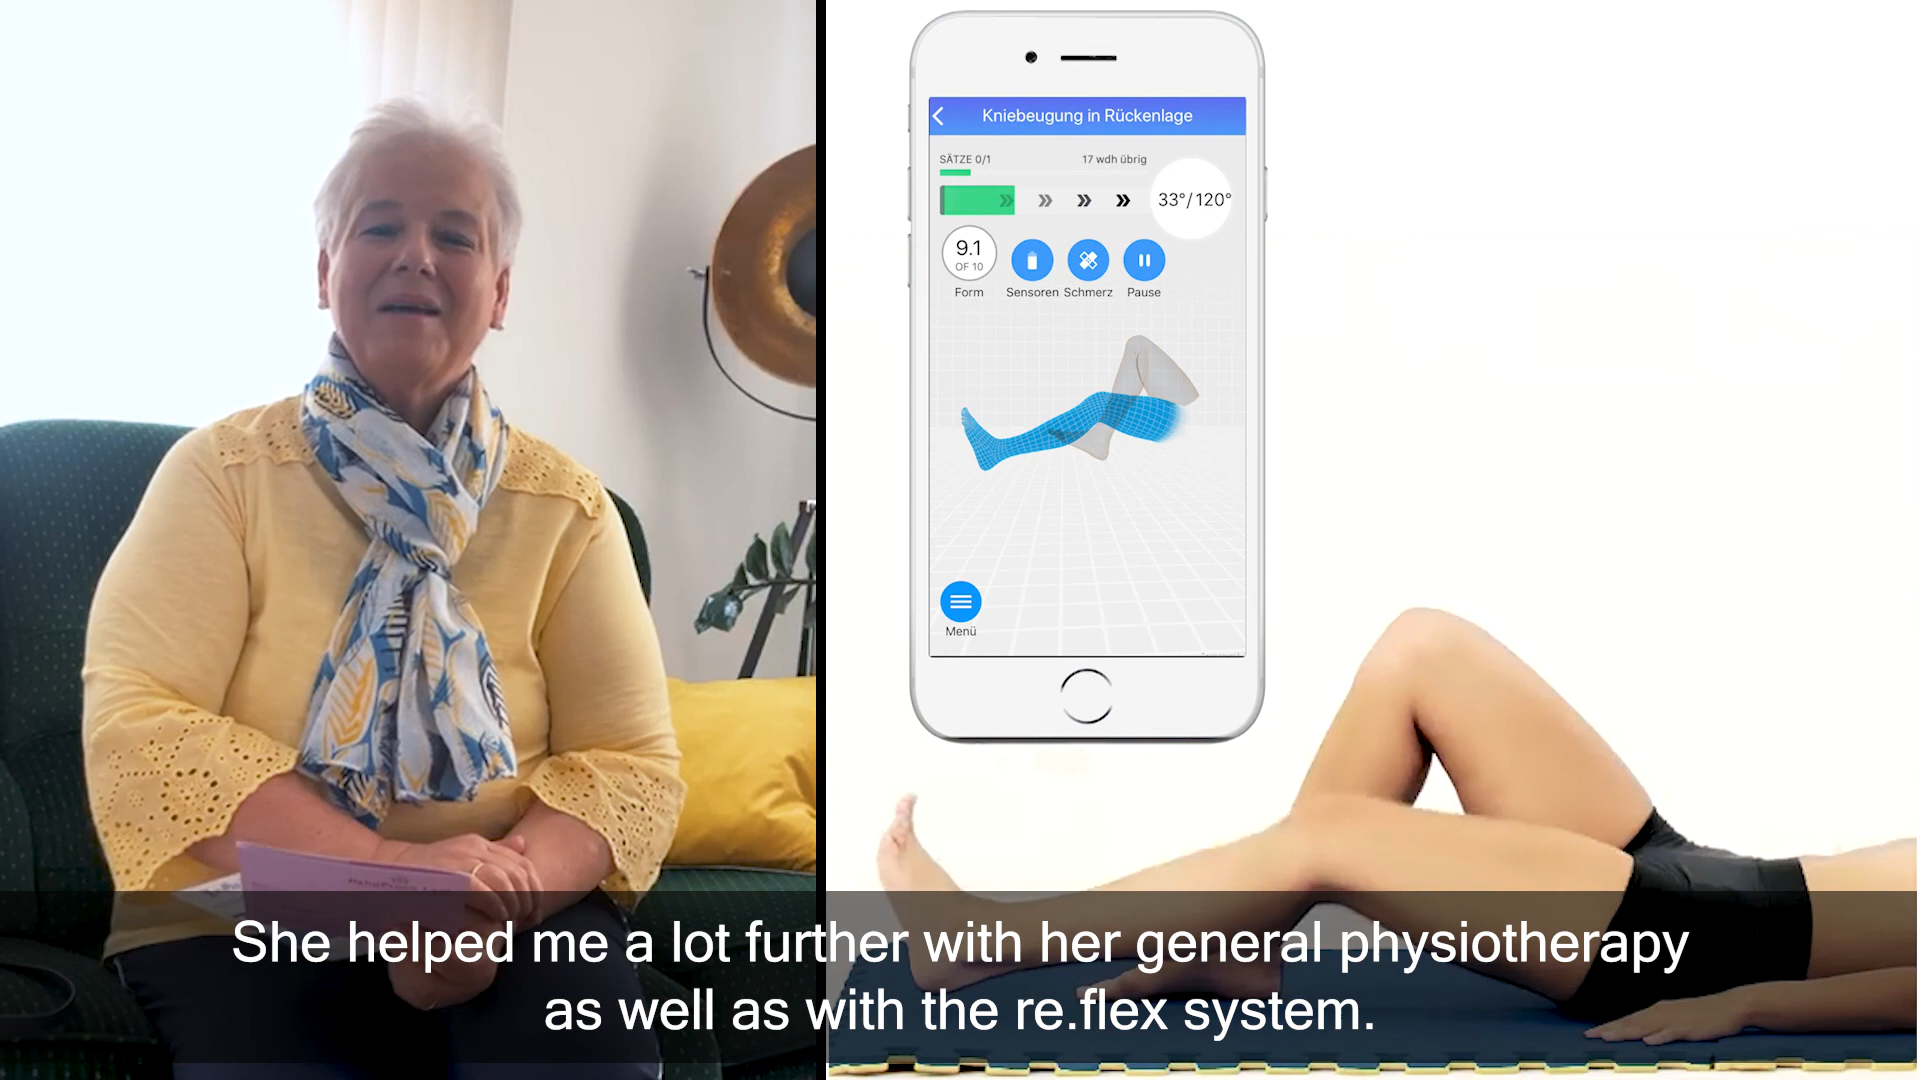 Kniebeugung in Rückenlage
SÄTZE 0/1
17 wdh übrig
33°/120°
9.1
OF 10
Form
Sensoren
Schmerz
Pause
Menü
She helped me a lot further with her general physiotherapy
as well as with the re.flex system.